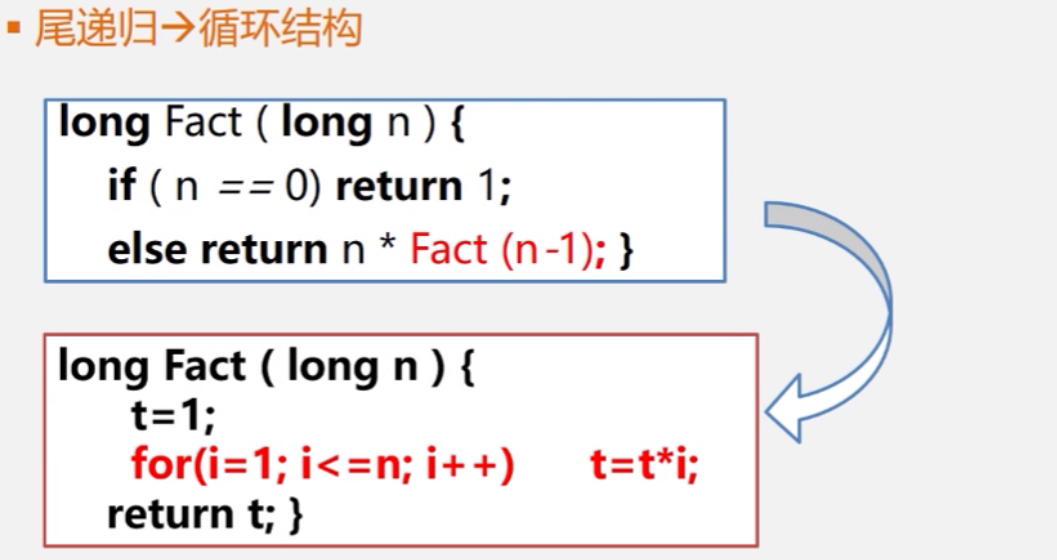 ▪ 尾递归→循环结构
long Fact ( long n ) {
if ( n == 0) return 1;
else return n * Fact (n-1); }
long Fact ( long n ) {
t=1;
for(i=1; i<=n; i++) t=t*i;
return t; }